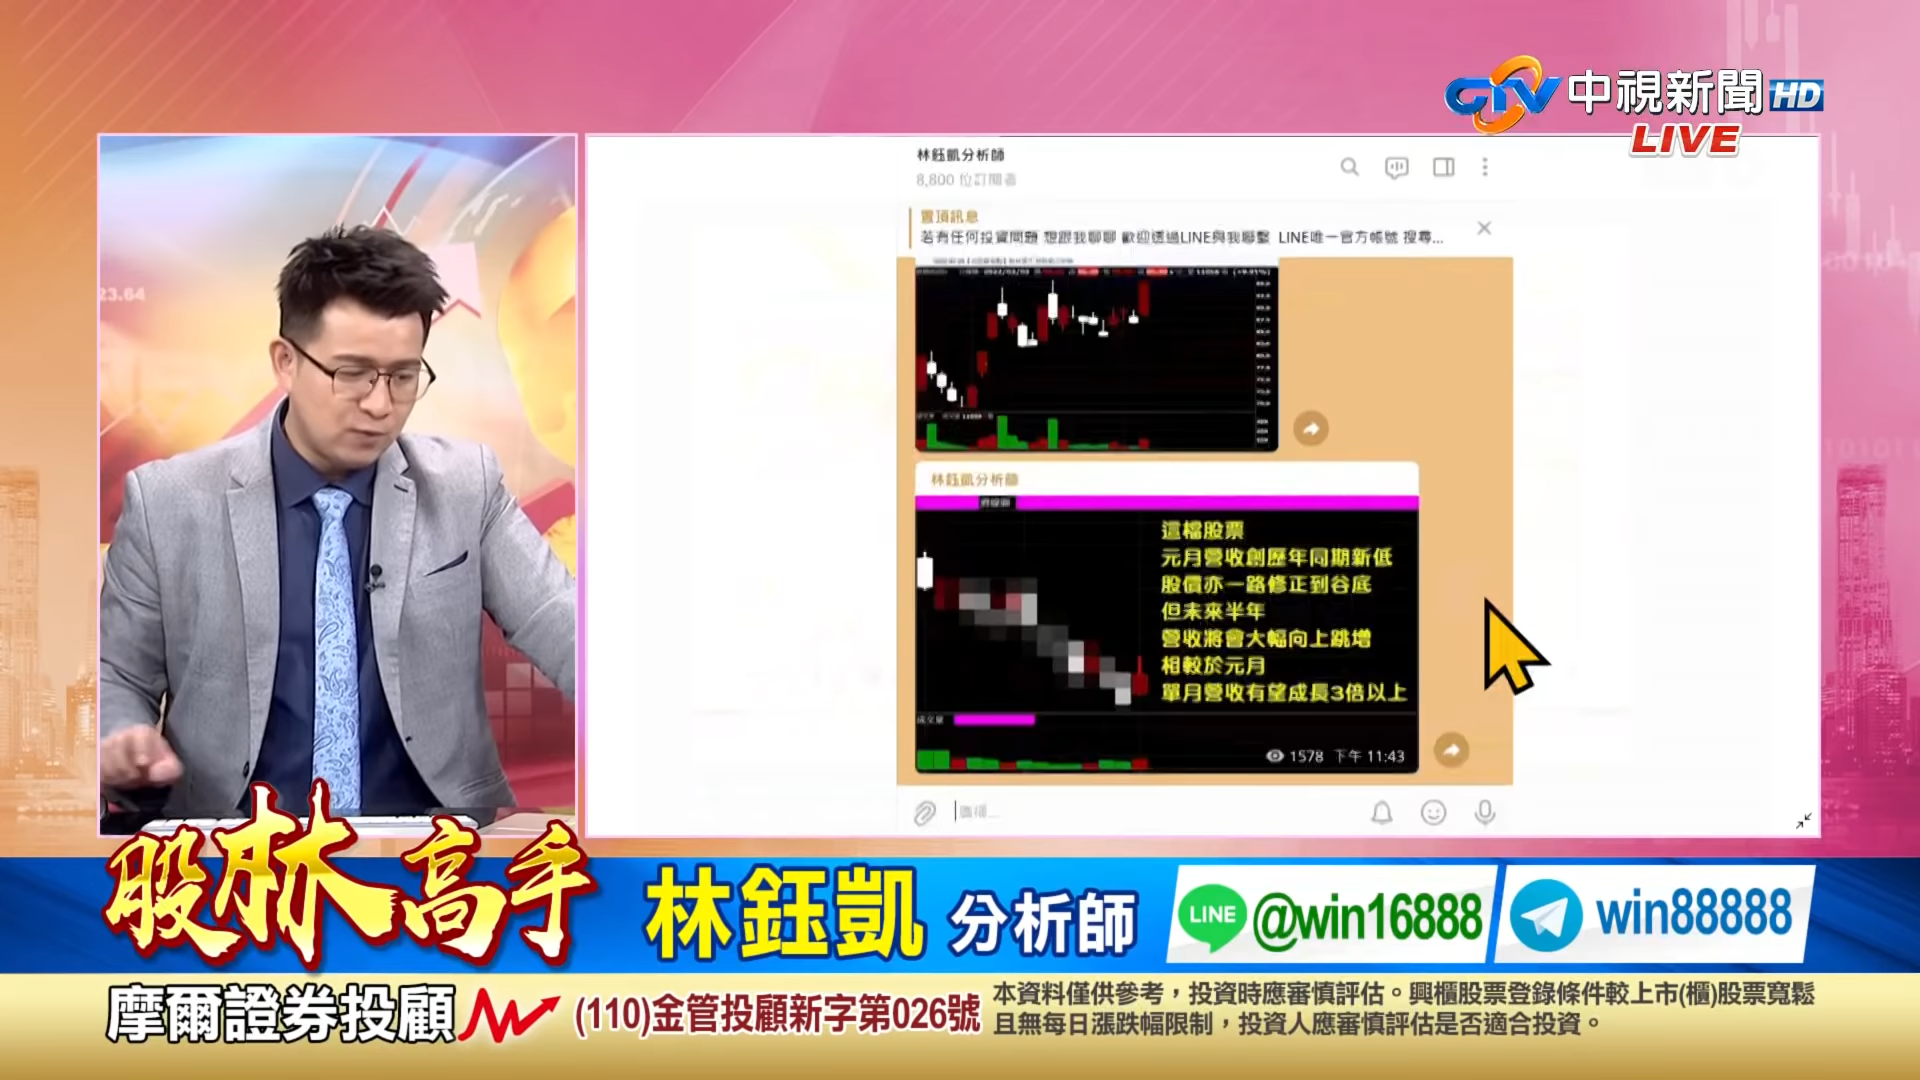 CTV 中視新聞 HD
LIVE
23.64
林鈺凱分析師
8,800 位訂閱者
置頂訊息
若有任何投資問題 想跟我聊聊 歡迎透過LINE與我聯繫 LINE唯一官方帳號 搜尋...
林鈺凱分析師
這檔股票
元月營收創歷年同期新低
股價亦一路修正到谷底
但未來半年
營收將會大幅向上跳增
相較於元月
單月營收有望成長3倍以上
成交量
1578 下午 11:43
廣播...
股林高手
林鈺凱 分析師
LINE @win16888
win88888
摩爾證券投顧
(110)金管投顧新字第026號
本資料僅供參考，投資時應審慎評估。興櫃股票登錄條件較上市(櫃)股票寬鬆
且無每日漲跌幅限制，投資人應審慎評估是否適合投資。